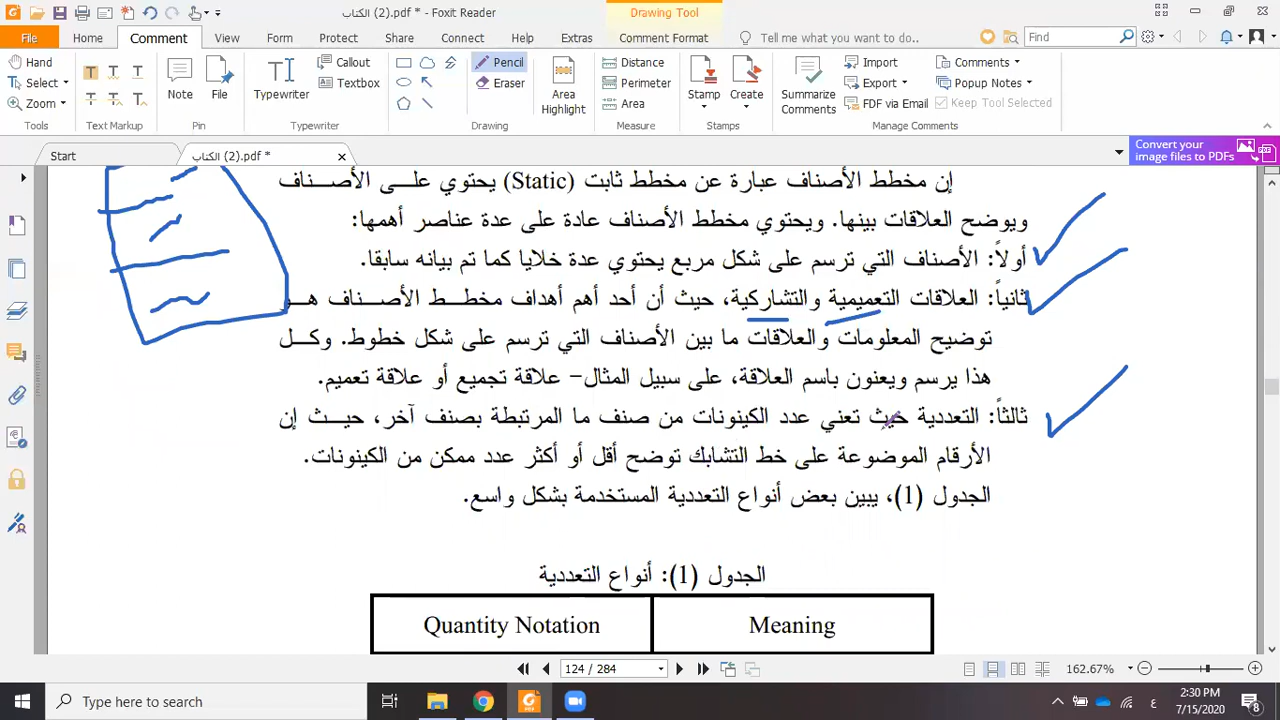 الكتاب (2).pdf * - Foxit Reader
Drawing Tool
File
Home
Comment
View
Form
Protect
Share
Connect
Help
Extras
Comment Format
Tell me what you want to do...
Find
Hand
Select
Zoom
Tools
Text Markup
Note
File
Pin
Typewriter
Callout
Textbox
Typewriter
Pencil
Eraser
Drawing
Area Highlight
Distance
Perimeter
Area
Measure
Stamp
Create
Stamps
Summarize Comments
Import
Export
FDF via Email
Comments
Popup Notes
Keep Tool Selected
Manage Comments
Start
الكتاب (2).pdf *
Convert your image files to PDFs
إن مخطط الأصناف عبارة عن مخطط ثابت (Static) يحتوي على الأصناف
ويوضح العلاقات بينها. ويحتوي مخطط الأصناف عادة على عدة عناصر أهمها:
أولاً: الأصناف التي ترسم على شكل مربع يحتوي عدة خلايا كما تم بيانه سابقا.
ثانياً: العلاقات التعميمية والتشاركية، حيث أن أحد أهم أهداف مخطط الأصناف هو
توضيح المعلومات والعلاقات ما بين الأصناف التي ترسم على شكل خطوط. وكل
هذا يرسم ويعنون باسم العلاقة، على سبيل المثال- علاقة تجميع أو علاقة تعميم.
ثالثاً: التعددية حيث تعني عدد الكينونات من صنف ما المرتبطة بصنف آخر، حيث إن
الأرقام الموضوعة على خط التشابك توضح أقل أو أكثر عدد ممكن من الكينونات.
الجدول (1)، يبين بعض أنواع التعددية المستخدمة بشكل واسع.
الجدول (1): أنواع التعددية
Quantity Notation
Meaning
124 / 284
162.67%
Type here to search
ع
2:30 PM
7/15/2020
8